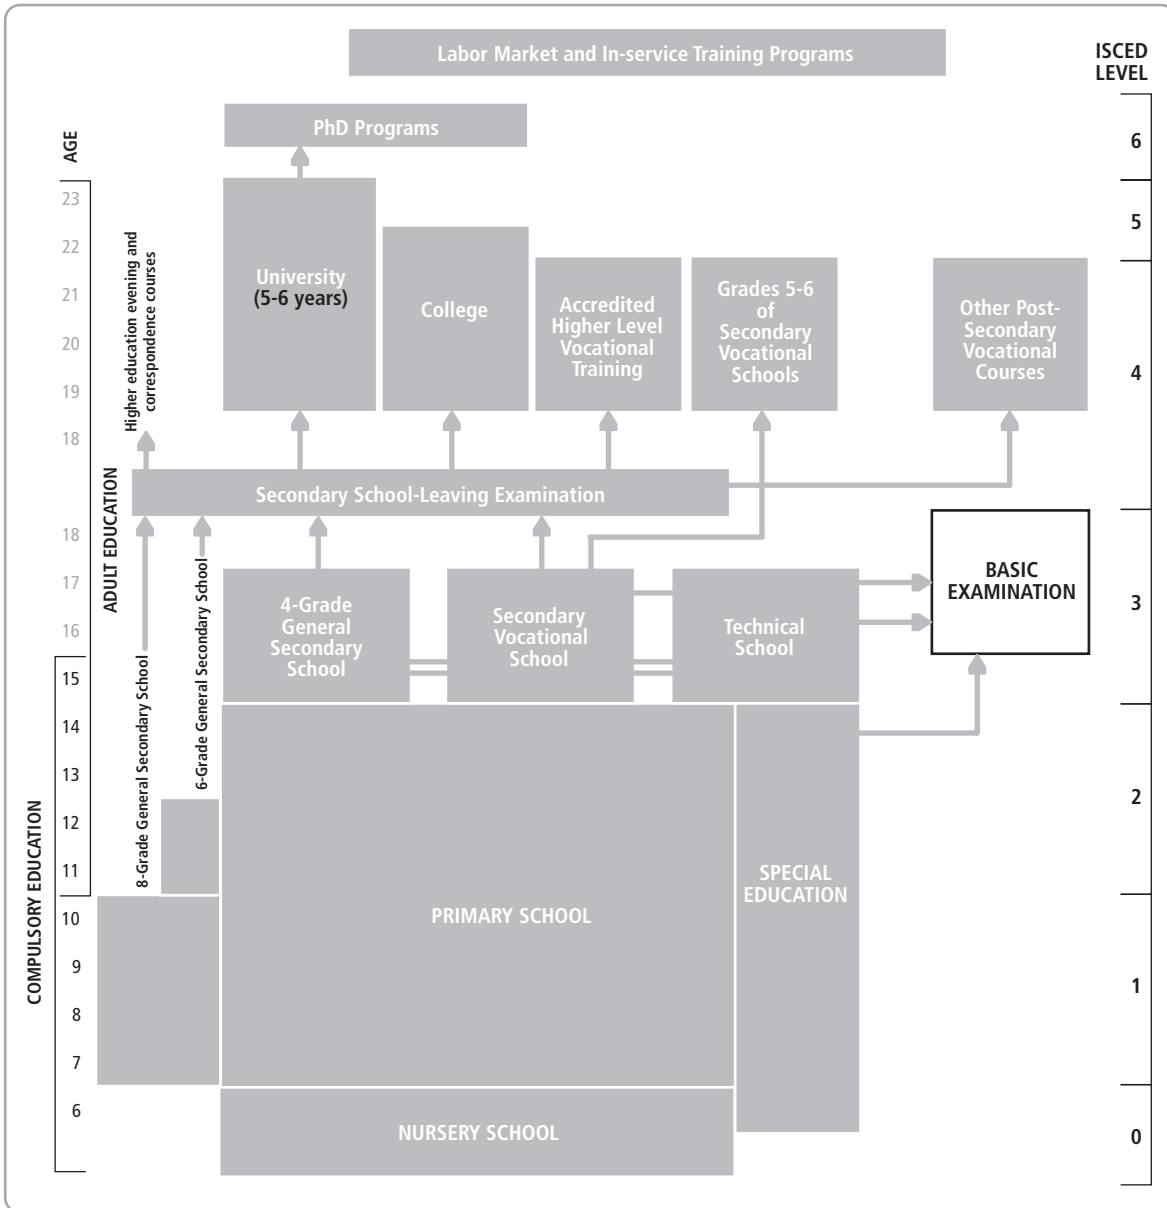 Labor Market and In-service Training Programs
ISCED
LEVEL
AGE
PhD Programs
6
23
22
21
20
19
18
Higher education evening and
correspondence courses
University
(5-6 years)
College
Accredited
Higher Level
Vocational
Training
Grades 5-6
of
Secondary
Vocational
Schools
Other Post-
Secondary
Vocational
Courses
5
4
ADULT EDUCATION
Secondary School-Leaving Examination
18
17
16
15
14
13
12
11
10
9
8
7
6
COMPULSORY EDUCATION
8-Grade General Secondary School
6-Grade General Secondary School
4-Grade
General
Secondary
School
Secondary
Vocational
School
Technical
School
BASIC
EXAMINATION
3
2
PRIMARY SCHOOL
SPECIAL
EDUCATION
1
NURSERY SCHOOL
0